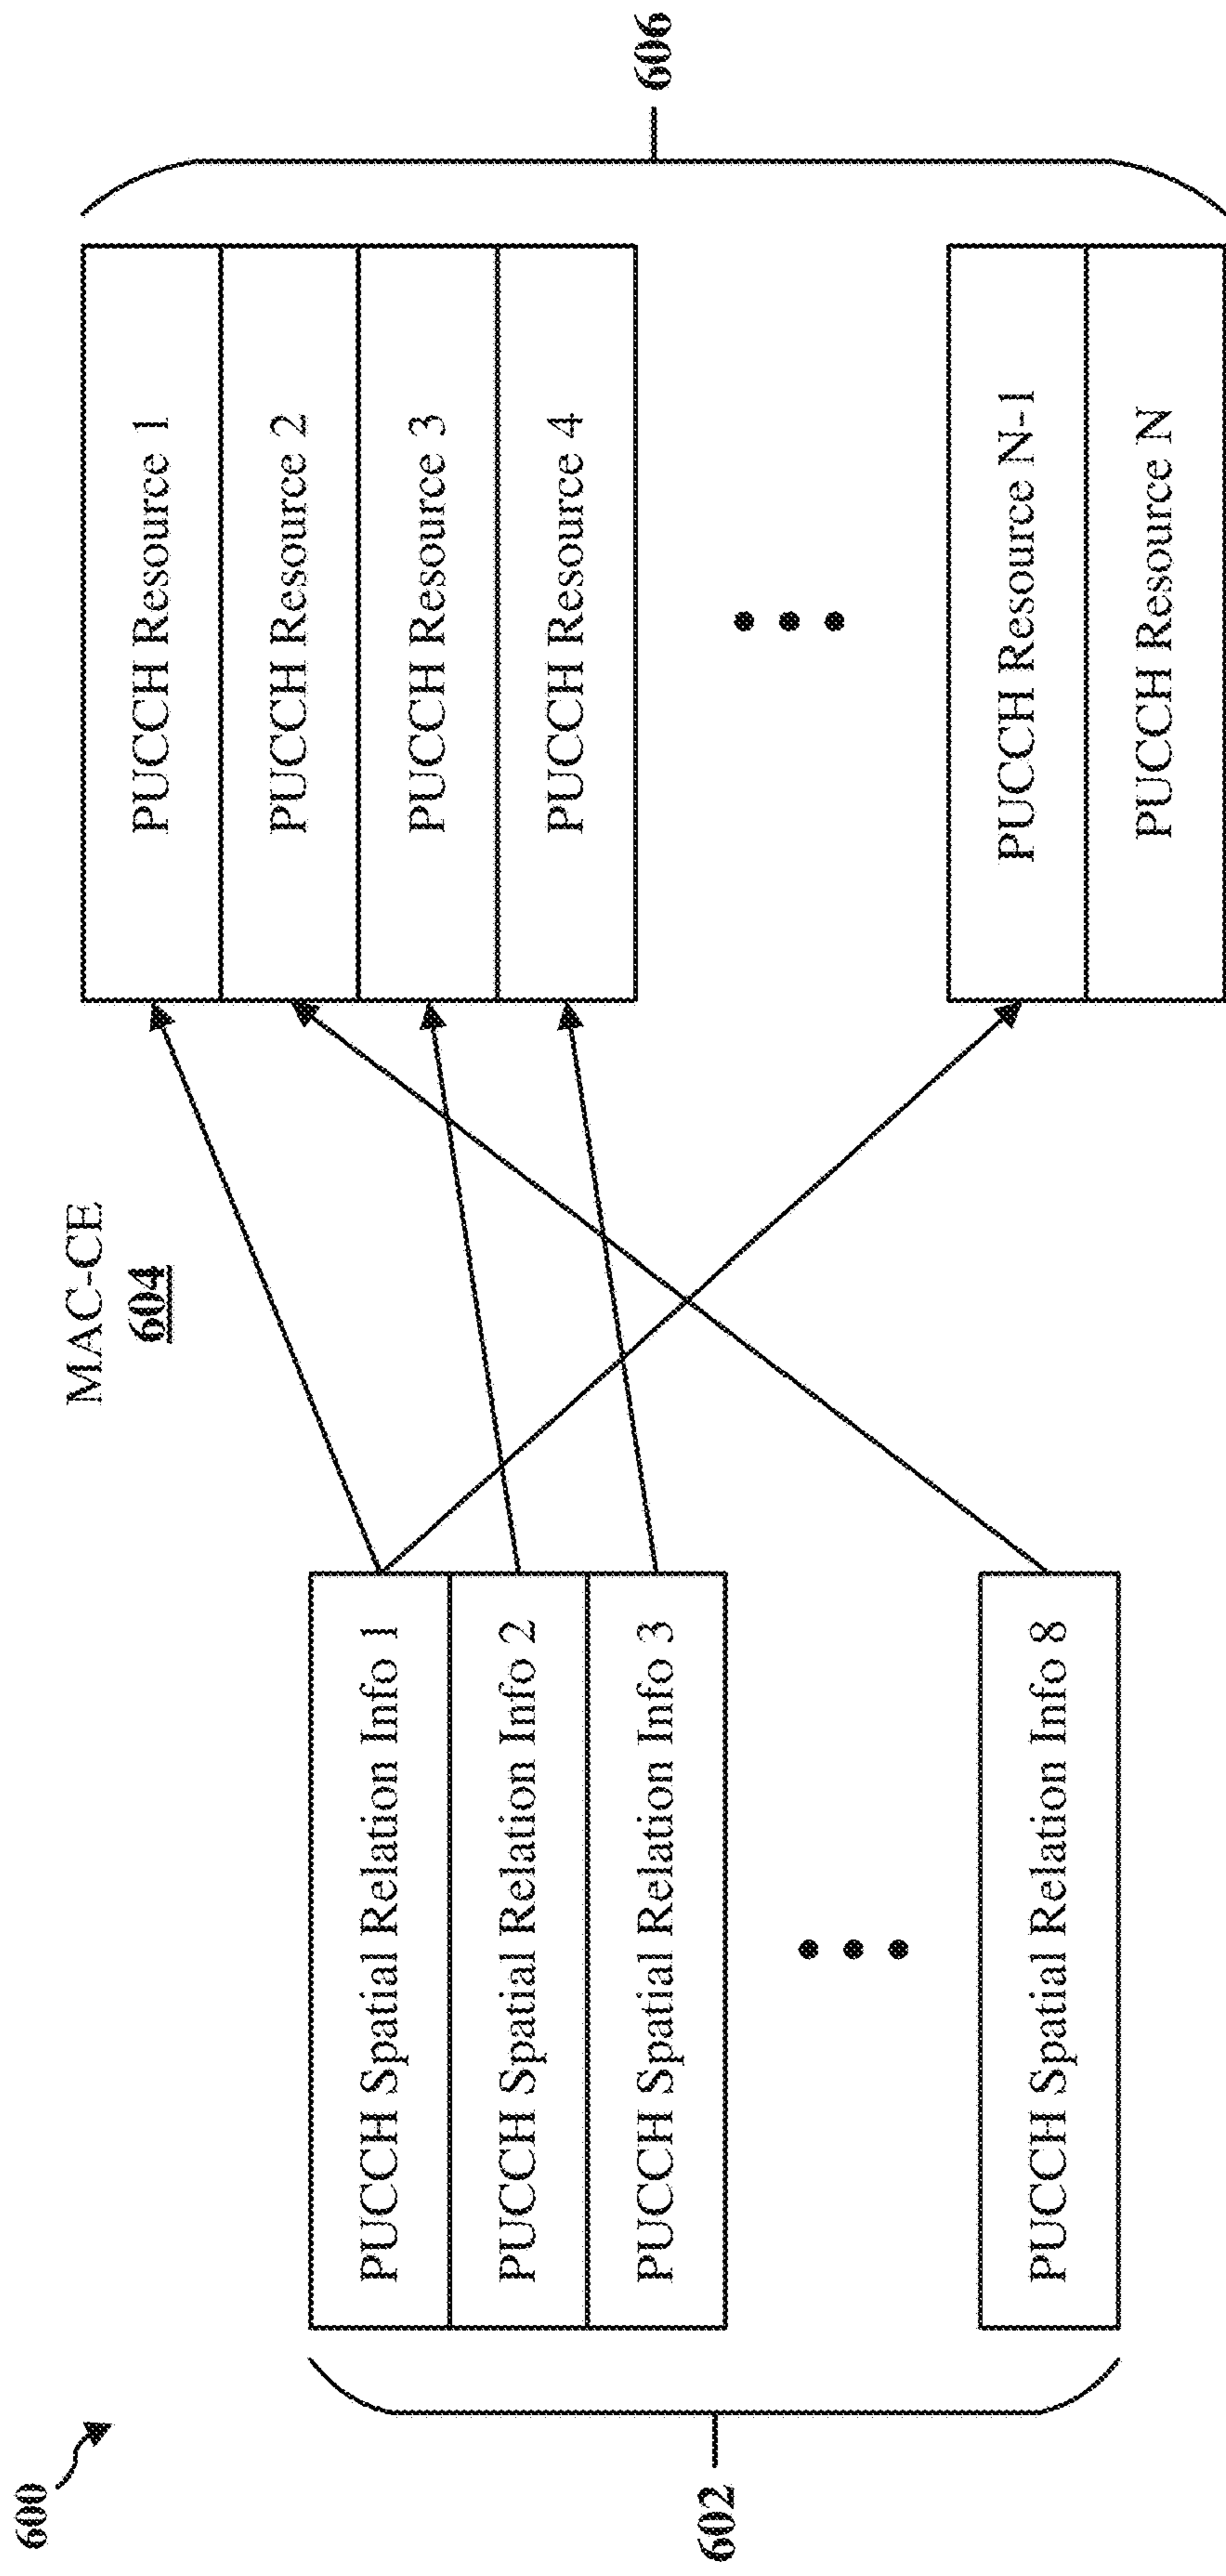 600
MAC-CE
604
PUCCH Spatial Relation Info 1
PUCCH Spatial Relation Info 2
PUCCH Spatial Relation Info 3
PUCCH Spatial Relation Info 8
602
PUCCH Resource 1
PUCCH Resource 2
PUCCH Resource 3
PUCCH Resource 4
PUCCH Resource N-1
PUCCH Resource N
606